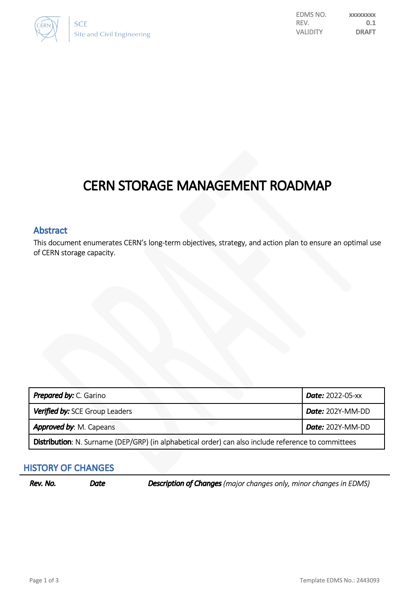 CERN
SCE
Site and Civil Engineering
EDMS NO. xxxxxxxx
REV. 0.1
VALIDITY DRAFT
DRAFT
CERN STORAGE MANAGEMENT ROADMAP
Abstract
This document enumerates CERN's long-term objectives, strategy, and action plan to ensure an optimal use
of CERN storage capacity.
Prepared by: C. Garino Date: 2022-05-xx
Verified by: SCE Group Leaders Date: 202Y-MM-DD
Approved by: M. Capeans Date: 202Y-MM-DD
Distribution: N. Surname (DEP/GRP) (in alphabetical order) can also include reference to committees
HISTORY OF CHANGES
Rev. No. Date Description of Changes (major changes only, minor changes in EDMS)
Page 1 of 3 Template EDMS No.: 2443093